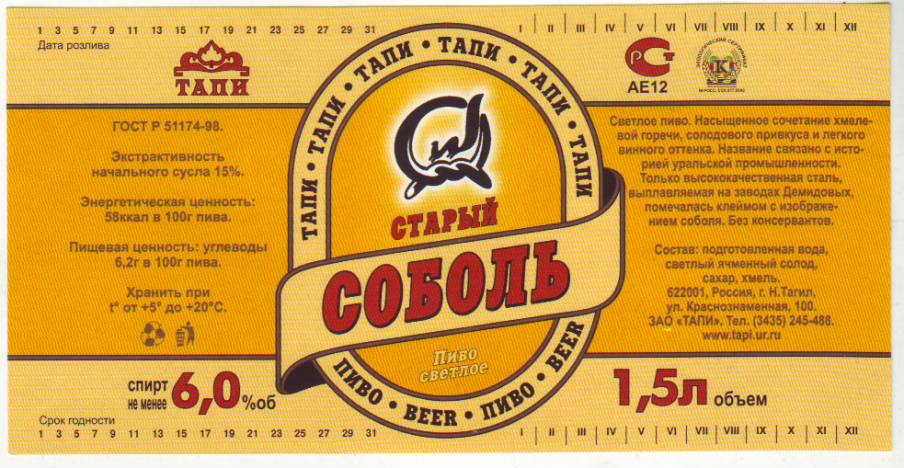 1 3 5 7 9 11 13 15 17 19 21 23 25 27 29 31
Дата розлива
I II III IV V VI VII VIII IX X XI XII
ТАПИ
ГОСТ Р 51174-98.
Экстрактивность
начального сусла 15%.
Энергетическая ценность:
58ккал в 100г пива.
Пищевая ценность: углеводы
6,2г в 100г пива.
Хранить при
t° от +5° до +20°С.
спирт
не менее 6,0 %об
Срок годности
1 3 5 7 9 11 13 15 17 19 21 23 25 27 29 31
ТАПИ • ТАПИ • ТАПИ • ТАПИ • ТАПИ • ТАПИ
СТАРЫЙ
СОБОЛЬ
Пиво
светлое
ПИВО • BEER • ПИВО • BEER
РСТ
АЕ12
ЭКОЛОГИЧЕСКИЙ СЕРТИФИКАТ
К
Светлое пиво. Насыщенное сочетание хмеле-
вой горечи, солодового привкуса и легкого
винного оттенка. Название связано с исто-
рией уральской промышленности.
Только высококачественная сталь,
выплавляемая на заводах Демидовых,
помечалась клеймом с изображе-
нием соболя. Без консервантов.
Состав: подготовленная вода,
светлый ячменный солод,
сахар, хмель.
622001, Россия, г. Н.Тагил,
ул. Краснознаменная, 100.
ЗАО «ТАПИ». Тел. (3435) 245-488.
www.tapi.ur.ru
1,5л объем
I II III IV V VI VII VIII IX X XI XII